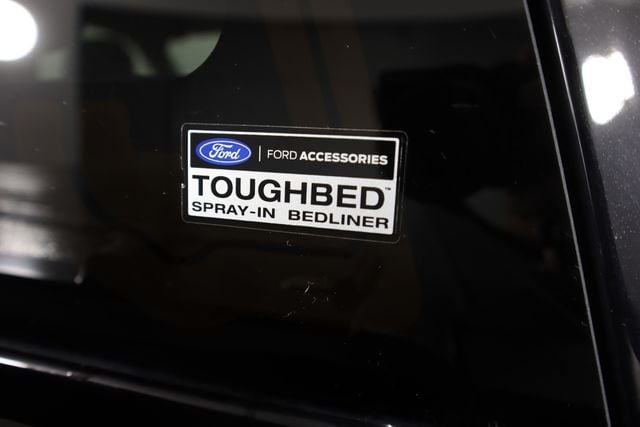 Ford | FORD ACCESSORIES
TOUGHBED™
SPRAY-IN BEDLINER